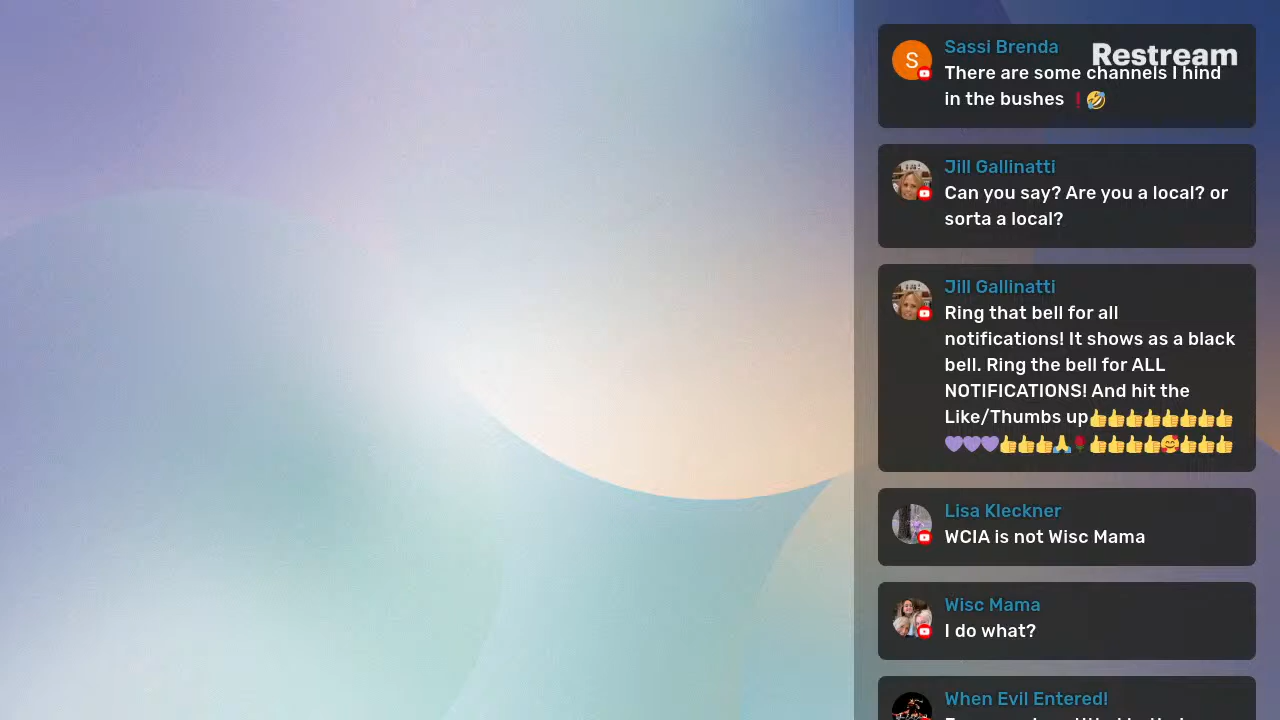 Restream
Sassi Brenda
There are some channels I hind
in the bushes ❗🤣
Jill Gallinatti
Can you say? Are you a local? or
sorta a local?
Jill Gallinatti
Ring that bell for all
notifications! It shows as a black
bell. Ring the bell for ALL
NOTIFICATIONS! And hit the
Like/Thumbs up👍👍👍👍👍👍👍👍
💜💜💜👍👍👍🙏🌹👍👍👍👍🥰👍👍👍
Lisa Kleckner
WCIA is not Wisc Mama
Wisc Mama
I do what?
When Evil Entered!